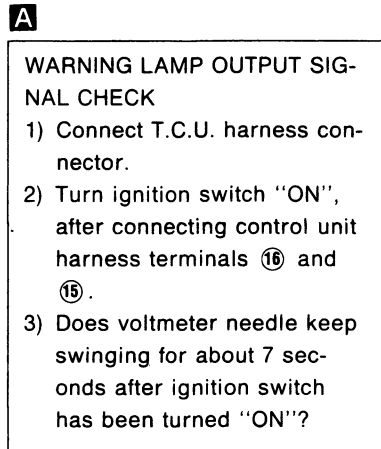 A
WARNING LAMP OUTPUT SIG-
NAL CHECK
1) Connect T.C.U. harness con-
nector.
2) Turn ignition switch "ON",
after connecting control unit
harness terminals ⑯ and
⑮.
3) Does voltmeter needle keep
swinging for about 7 sec-
onds after ignition switch
has been turned "ON"?